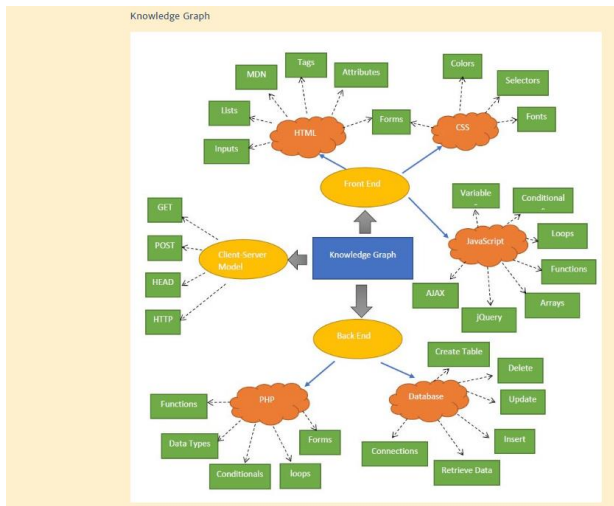 Knowledge Graph
Colors
Tags
MDN
Attributes
Selectors
Lists
Forms
Fonts
HTML
CSS
Inputs
Front End
Variable
Conditional
GET
Loops
POST
JavaScript
Client-Server
Model
Knowledge Graph
Functions
HEAD
AJAX
Arrays
HTTP
jQuery
Back End
Create Table
Delete
PHP
Database
Update
Functions
Forms
Insert
Data Types
Connections
Conditionals
loops
Retrieve Data